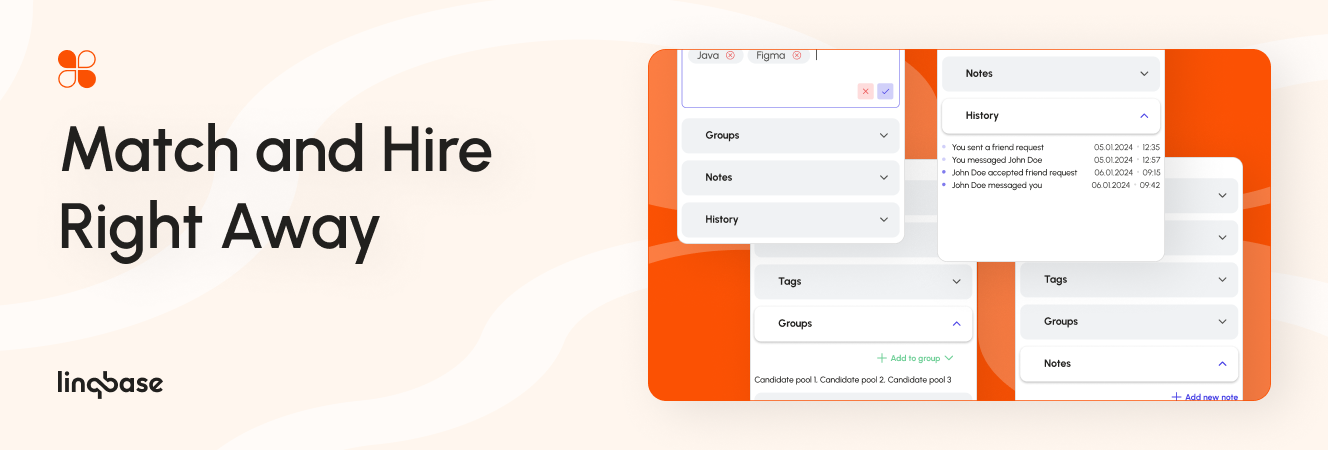 Match and Hire
Right Away
linqbase
Java
Figma
Groups
Notes
History
Tags
Groups
Add to group
Candidate pool 1, Candidate pool 2, Candidate pool 3
Notes
History
You sent a friend request 05.01.2024 · 12:35
You messaged John Doe 05.01.2024 · 12:57
John Doe accepted friend request 06.01.2024 · 09:15
John Doe messaged you 06.01.2024 · 09:42
Tags
Groups
Notes
Add new note